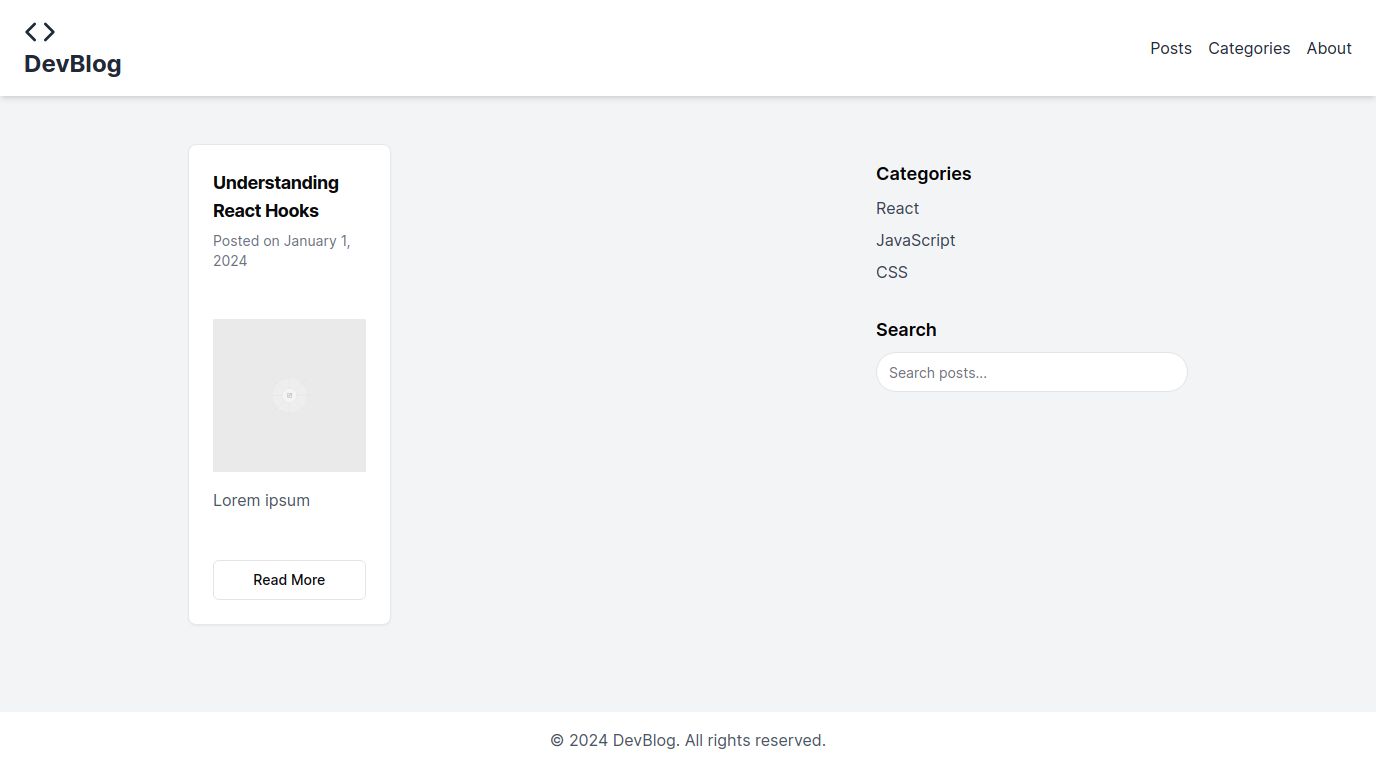 DevBlog
Posts
Categories
About
Understanding
React Hooks
Posted on January 1,
2024
Lorem ipsum
Read More
Categories
React
JavaScript
CSS
Search
Search posts...
© 2024 DevBlog. All rights reserved.